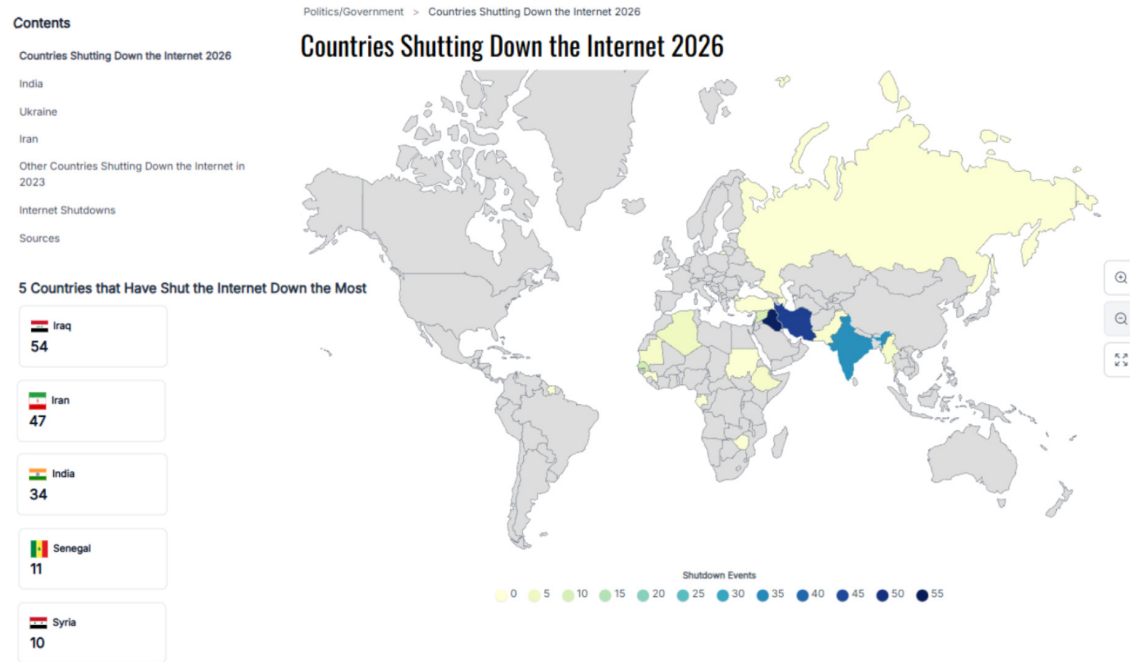 Contents
Countries Shutting Down the Internet 2026
India
Ukraine
Iran
Other Countries Shutting Down the Internet in
2023
Internet Shutdowns
Sources
5 Countries that Have Shut the Internet Down the Most
Iraq
54
Iran
47
India
34
Senegal
11
Syria
10
Politics/Government > Countries Shutting Down the Internet 2026
Countries Shutting Down the Internet 2026
Shutdown Events
0 5 10 15 20 25 30 35 40 45 50 55